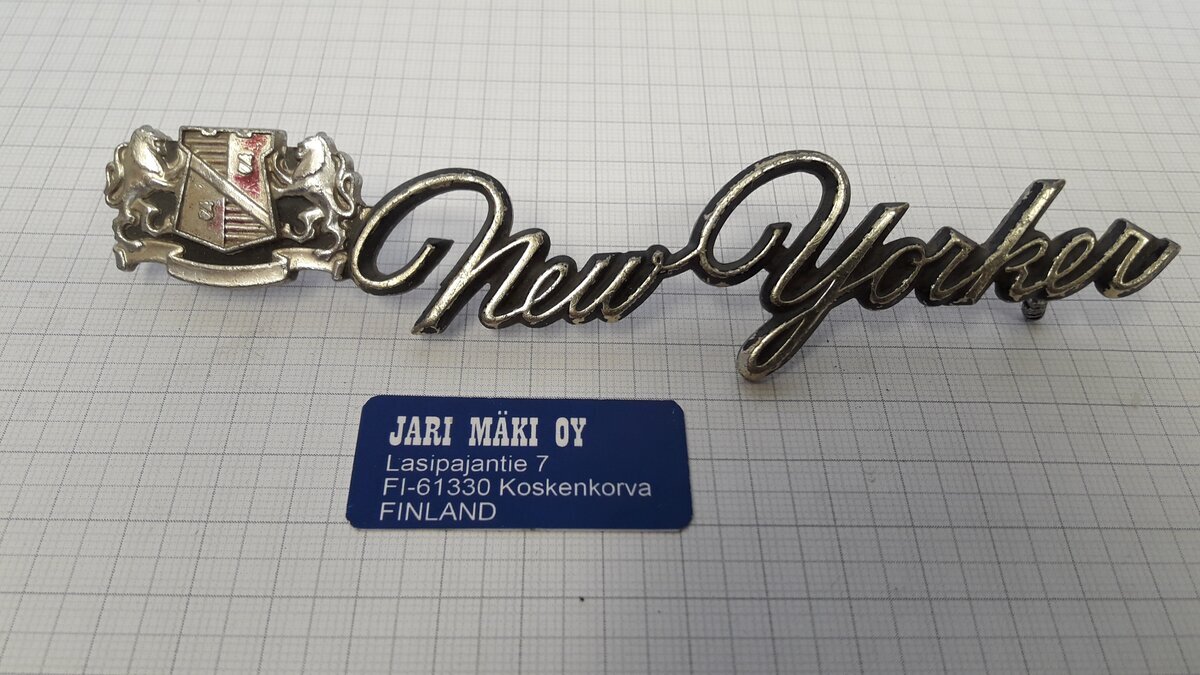 New Yorker
JARI MÄKI OY
Lasipajantie 7
FI-61330 Koskenkorva
FINLAND